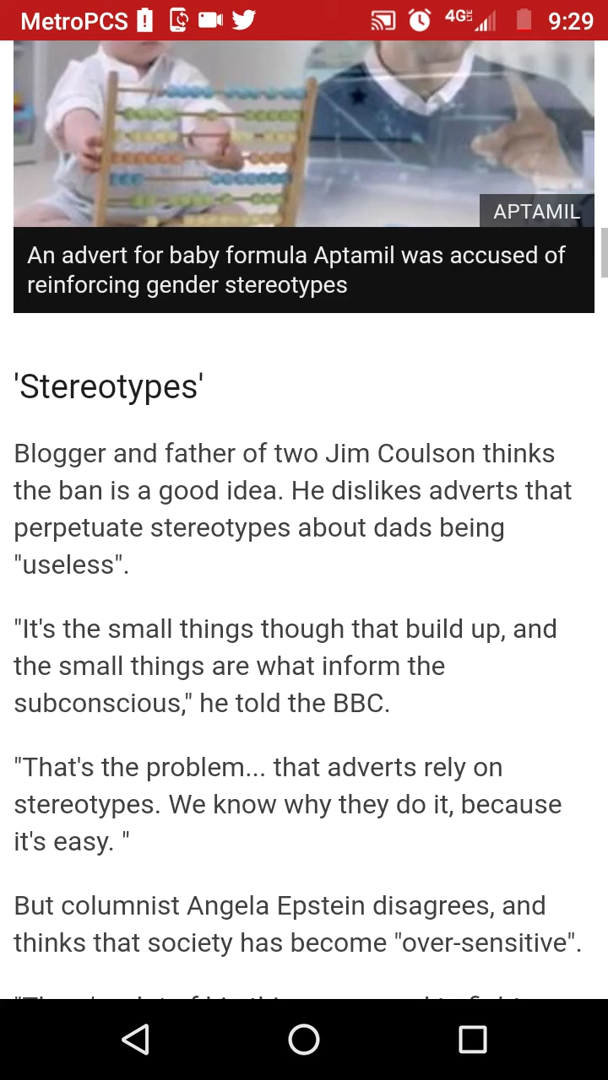 MetroPCS 4GLTE 9:29
APTAMIL
An advert for baby formula Aptamil was accused of
reinforcing gender stereotypes
'Stereotypes'
Blogger and father of two Jim Coulson thinks
the ban is a good idea. He dislikes adverts that
perpetuate stereotypes about dads being
"useless".
"It's the small things though that build up, and
the small things are what inform the
subconscious," he told the BBC.
"That's the problem... that adverts rely on
stereotypes. We know why they do it, because
it's easy. "
But columnist Angela Epstein disagrees, and
thinks that society has become "over-sensitive".